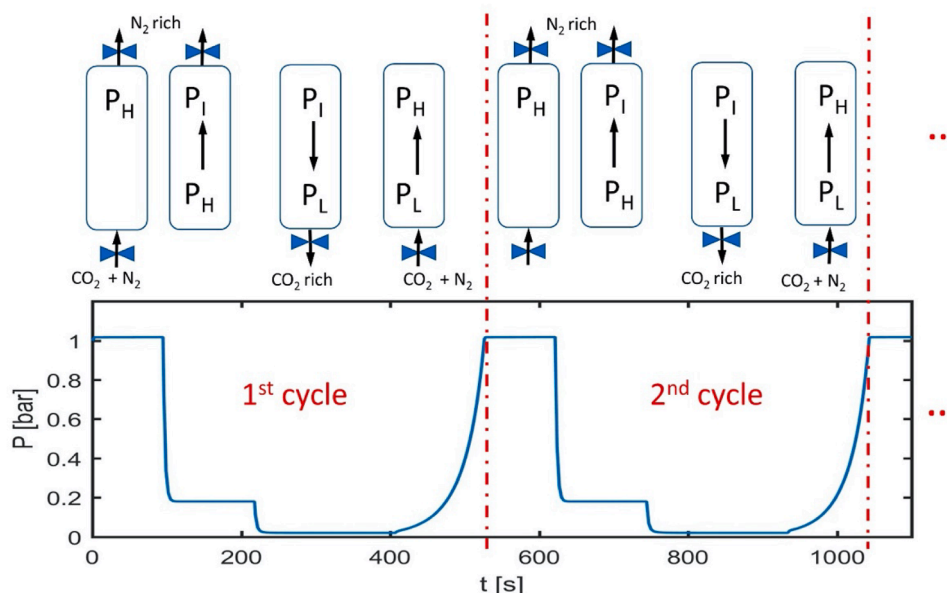 N2 rich N2 rich
PH PI PI PH PH PI PI PH
PH PL PL PH PL PL
CO2 + N2 CO2 rich CO2 + N2 CO2 rich CO2 + N2
..
1
0.8
0.6
0.4
0.2
0
P [bar]
1st cycle 2nd cycle
..
0 200 400 600 800 1000
t [s]